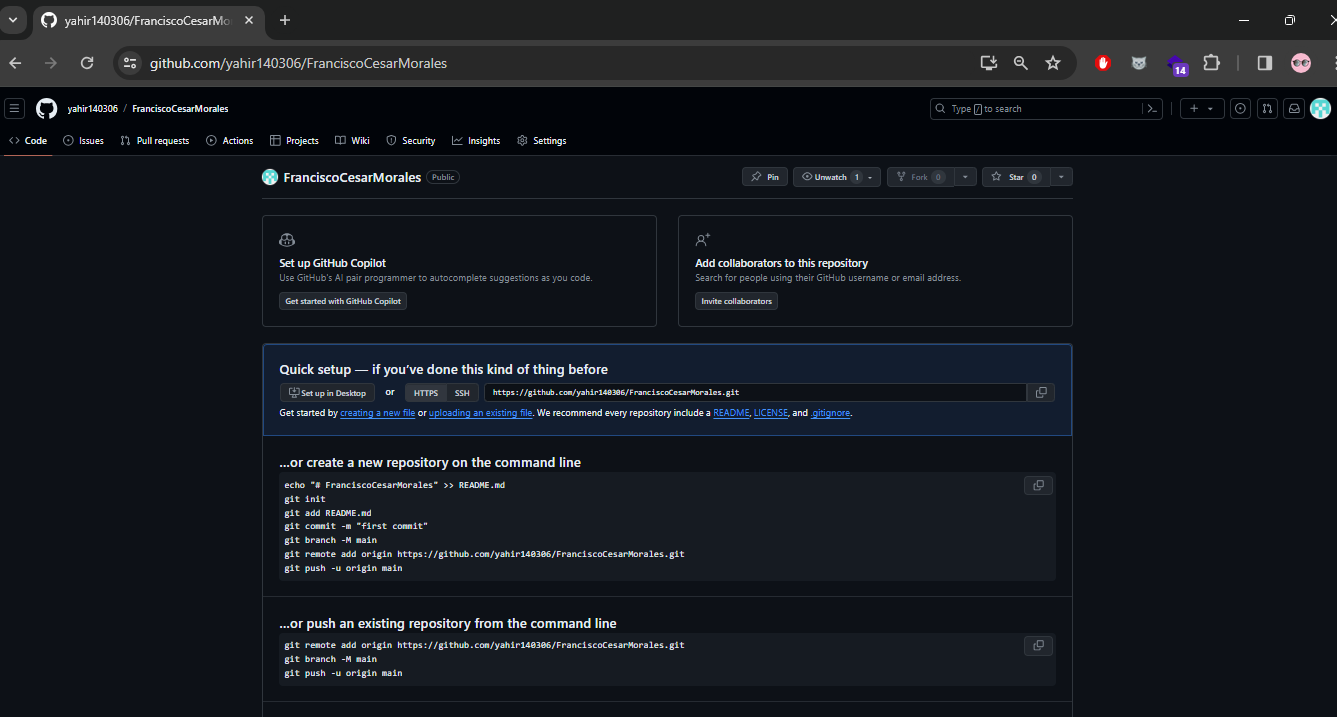 yahir140306/FranciscoCesarMo
github.com/yahir140306/FranciscoCesarMorales
14
yahir140306 / FranciscoCesarMorales
Type / to search
Code Issues Pull requests Actions Projects Wiki Security Insights Settings
FranciscoCesarMorales Public
Pin Unwatch 1 Fork 0 Star 0
Set up GitHub Copilot
Use GitHub's AI pair programmer to autocomplete suggestions as you code.
Get started with GitHub Copilot
Add collaborators to this repository
Search for people using their GitHub username or email address.
Invite collaborators
Quick setup — if you've done this kind of thing before
Set up in Desktop or HTTPS SSH https://github.com/yahir140306/FranciscoCesarMorales.git
Get started by creating a new file or uploading an existing file. We recommend every repository include a README, LICENSE, and .gitignore.
…or create a new repository on the command line
echo "# FranciscoCesarMorales" >> README.md
git init
git add README.md
git commit -m "first commit"
git branch -M main
git remote add origin https://github.com/yahir140306/FranciscoCesarMorales.git
git push -u origin main
…or push an existing repository from the command line
git remote add origin https://github.com/yahir140306/FranciscoCesarMorales.git
git branch -M main
git push -u origin main